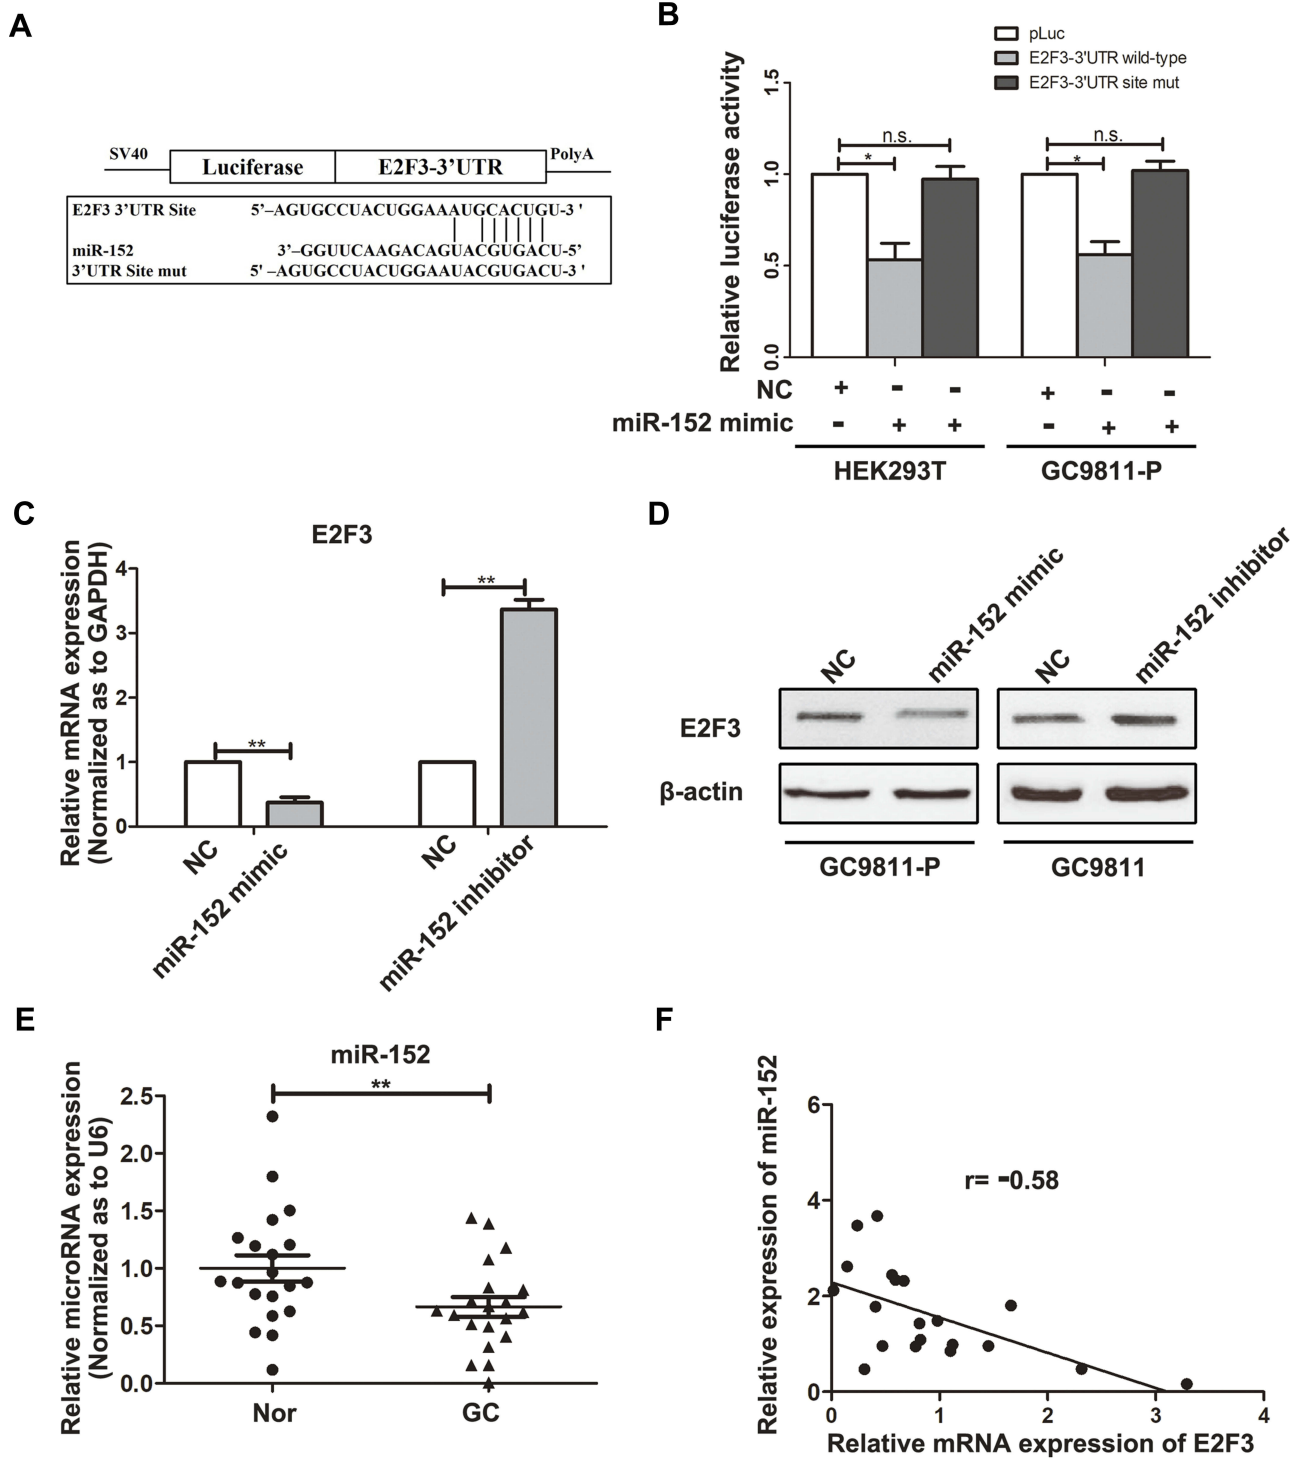 A
SV40
Luciferase
E2F3-3’UTR
PolyA
E2F3 3’UTR Site 5’–AGUGCCUACUGGAAAUGCACUGU-3 '
miR-152 3’–GGUUCAAGACAGUACGUGACU-5’
3’UTR Site mut 5' –AGUGCCUACUGGAAUACGUGACU-3 '
B
pLuc
E2F3-3'UTR wild-type
E2F3-3'UTR site mut
Relative luciferase activity
1.5
1.0
0.5
0.0
n.s.
*
n.s.
*
NC + - - + - -
miR-152 mimic - + + - + +
HEK293T GC9811-P
C
E2F3
Relative mRNA expression
(Normalized as to GAPDH)
4
3
2
1
0
**
**
NC
miR-152 mimic
NC
miR-152 inhibitor
D
NC
miR-152 mimic
NC
miR-152 inhibitor
E2F3
β-actin
GC9811-P GC9811
E
miR-152
**
Relative microRNA expression
(Normalized as to U6)
2.5
2.0
1.5
1.0
0.5
0.0
Nor GC
F
Relative expression of miR-152
6
4
2
0
r= -0.58
0 1 2 3 4
Relative mRNA expression of E2F3